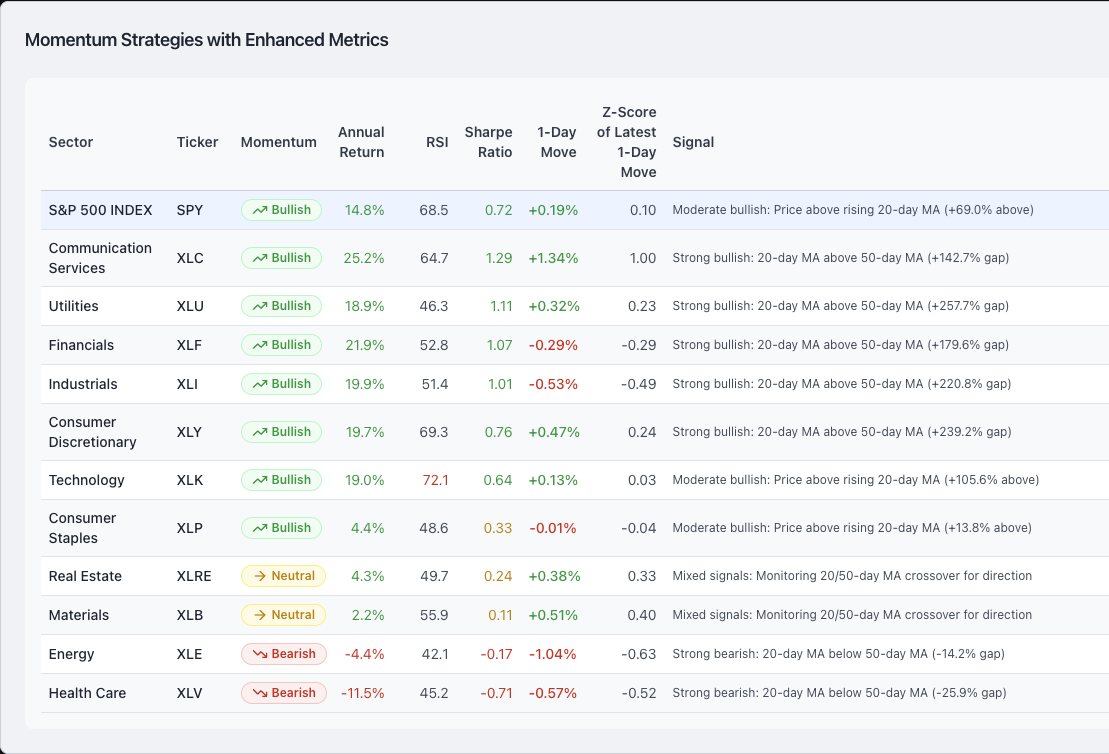 Momentum Strategies with Enhanced Metrics
Sector Ticker Momentum Annual Return RSI Sharpe Ratio 1-Day Move Z-Score of Latest 1-Day Move Signal
S&P 500 INDEX SPY Bullish 14.8% 68.5 0.72 +0.19% 0.10 Moderate bullish: Price above rising 20-day MA (+69.0% above)
Communication Services XLC Bullish 25.2% 64.7 1.29 +1.34% 1.00 Strong bullish: 20-day MA above 50-day MA (+142.7% gap)
Utilities XLU Bullish 18.9% 46.3 1.11 +0.32% 0.23 Strong bullish: 20-day MA above 50-day MA (+257.7% gap)
Financials XLF Bullish 21.9% 52.8 1.07 -0.29% -0.29 Strong bullish: 20-day MA above 50-day MA (+179.6% gap)
Industrials XLI Bullish 19.9% 51.4 1.01 -0.53% -0.49 Strong bullish: 20-day MA above 50-day MA (+220.8% gap)
Consumer Discretionary XLY Bullish 19.7% 69.3 0.76 +0.47% 0.24 Strong bullish: 20-day MA above 50-day MA (+239.2% gap)
Technology XLK Bullish 19.0% 72.1 0.64 +0.13% 0.03 Moderate bullish: Price above rising 20-day MA (+105.6% above)
Consumer Staples XLP Bullish 4.4% 48.6 0.33 -0.01% -0.04 Moderate bullish: Price above rising 20-day MA (+13.8% above)
Real Estate XLRE Neutral 4.3% 49.7 0.24 +0.38% 0.33 Mixed signals: Monitoring 20/50-day MA crossover for direction
Materials XLB Neutral 2.2% 55.9 0.11 +0.51% 0.40 Mixed signals: Monitoring 20/50-day MA crossover for direction
Energy XLE Bearish -4.4% 42.1 -0.17 -1.04% -0.63 Strong bearish: 20-day MA below 50-day MA (-14.2% gap)
Health Care XLV Bearish -11.5% 45.2 -0.71 -0.57% -0.52 Strong bearish: 20-day MA below 50-day MA (-25.9% gap)